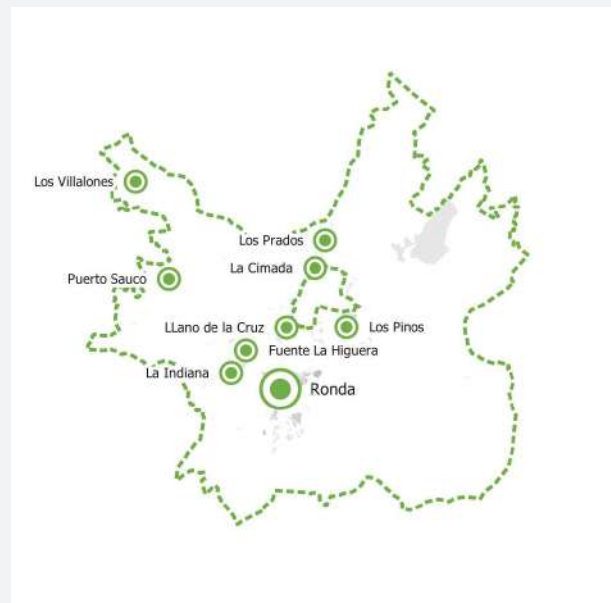 Los Villalones
Los Prados
La Cimada
Puerto Sauco
LLano de la Cruz
Los Pinos
Fuente La Higuera
La Indiana
Ronda